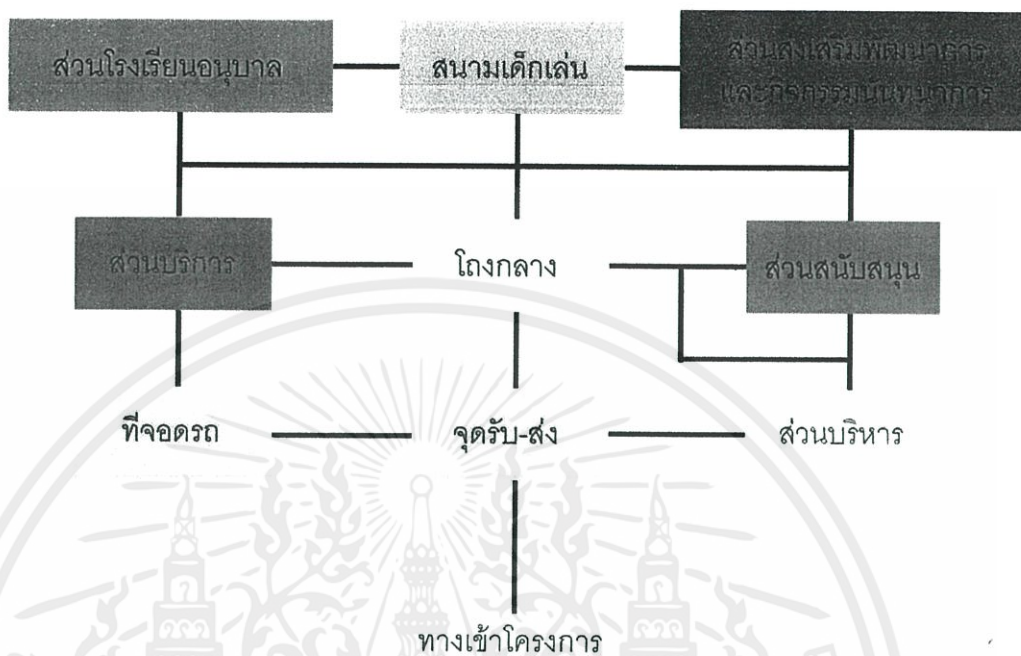 ส่วนโรงเรียนอนุบาล
สนามเด็กเล่น
ส่วนส่งเสริมพัฒนาการ
และกิจกรรมนันทนาการ
ส่วนบริการ
โถงกลาง
ส่วนสนับสนุน
ที่จอดรถ
จุดรับ-ส่ง
ส่วนบริหาร
ทางเข้าโครงการ